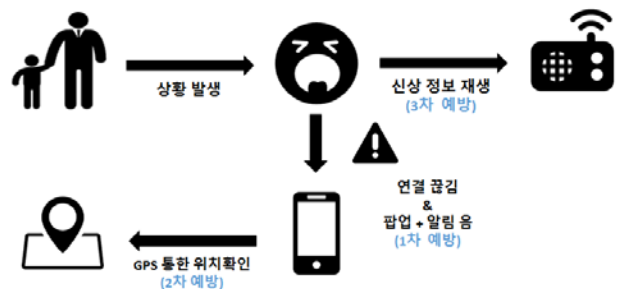 상황 발생
신상 정보 재생
(3차 예방)
연결 끊김
&
팝업 + 알림 음
(1차 예방)
GPS 통한 위치확인
(2차 예방)